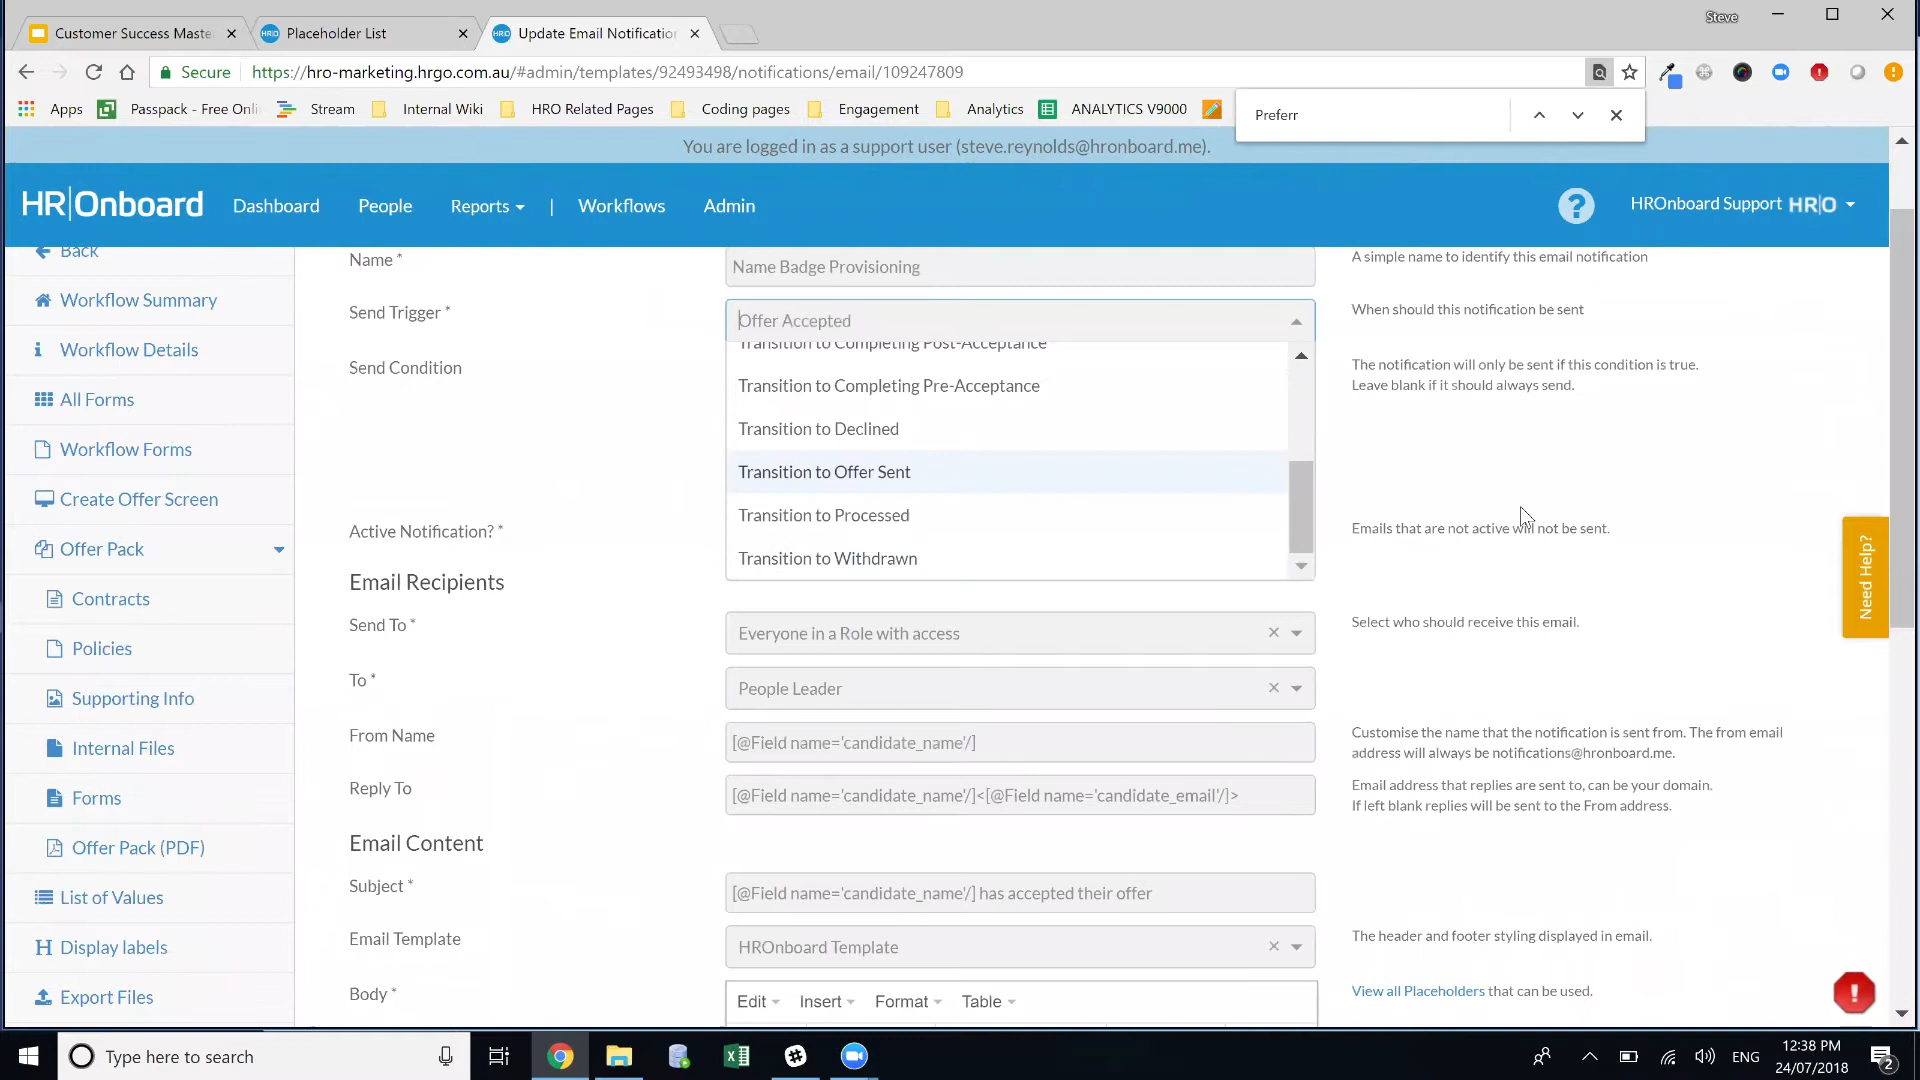 Steve
Customer Success Maste
Placeholder List
Update Email Notification
Secure
https://hro-marketing.hrgo.com.au/#admin/templates/92493498/notifications/email/109247809
Apps
Passpack - Free Onli
Stream
Internal Wiki
HRO Related Pages
Coding pages
Engagement
Analytics
ANALYTICS V9000
Preferr
You are logged in as a support user (steve.reynolds@hronboard.me).
HR|Onboard
Dashboard
People
Reports
|
Workflows
Admin
?
HROnboard Support HR|O
Back
Workflow Summary
Workflow Details
All Forms
Workflow Forms
Create Offer Screen
Offer Pack
Contracts
Policies
Supporting Info
Internal Files
Forms
Offer Pack (PDF)
List of Values
Display labels
Export Files
Name *
Name Badge Provisioning
A simple name to identify this email notification
Send Trigger *
Offer Accepted
When should this notification be sent
Transition to Completing Post-Acceptance
Transition to Completing Pre-Acceptance
Transition to Declined
Transition to Offer Sent
Transition to Processed
Transition to Withdrawn
Send Condition
The notification will only be sent if this condition is true.
Leave blank if it should always send.
Active Notification? *
Emails that are not active will not be sent.
Email Recipients
Send To *
Everyone in a Role with access
Select who should receive this email.
To *
People Leader
From Name
[@Field name='candidate_name'/]
Customise the name that the notification is sent from. The from email
address will always be notifications@hronboard.me.
Reply To
[@Field name='candidate_name'/]<[@Field name='candidate_email'/]>
Email address that replies are sent to, can be your domain.
If left blank replies will be sent to the From address.
Email Content
Subject *
[@Field name='candidate_name'/] has accepted their offer
Email Template
HROnboard Template
The header and footer styling displayed in email.
Body *
Edit
Insert
Format
Table
View all Placeholders that can be used.
Need Help?
Type here to search
ENG
12:38 PM
24/07/2018
2